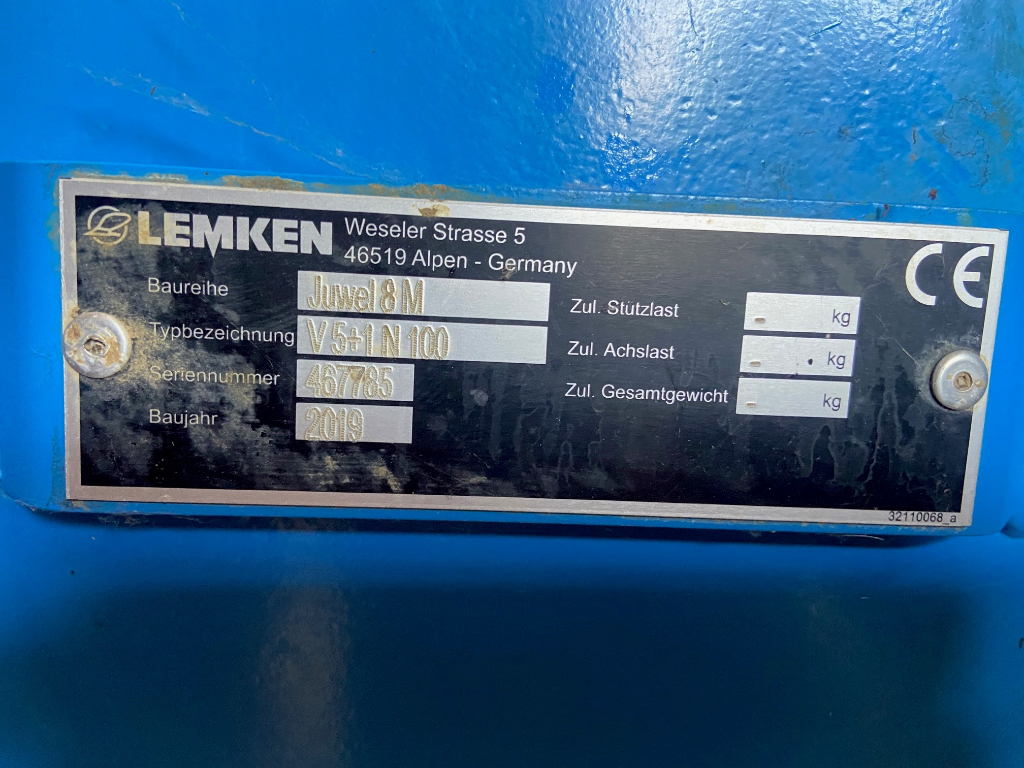 LEMKEN Weseler Strasse 5
46519 Alpen - Germany
CE
Baureihe Juwel 8 M
Typbezeichnung V 5+1 N 100
Seriennummer 467785
Baujahr 2019
Zul. Stützlast - kg
Zul. Achslast - . kg
Zul. Gesamtgewicht - kg
32110068_a